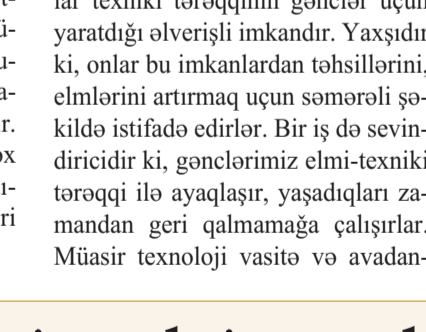 lar texniki tərəqqinin gənclər üçün
yaratdığı əlverişli imkandır. Yaxşıdır
ki, onlar bu imkanlardan təhsillərini,
elmlərini artırmaq üçün səmərəli şə-
kildə istifadə edirlər. Bir iş də sevin-
diricidir ki, gənclərimiz elmi-texniki
tərəqqi ilə ayaqlaşır, yaşadıqları za-
mandan geri qalmamağa çalışırlar.
Müasir texnoloji vasitə və avadan-